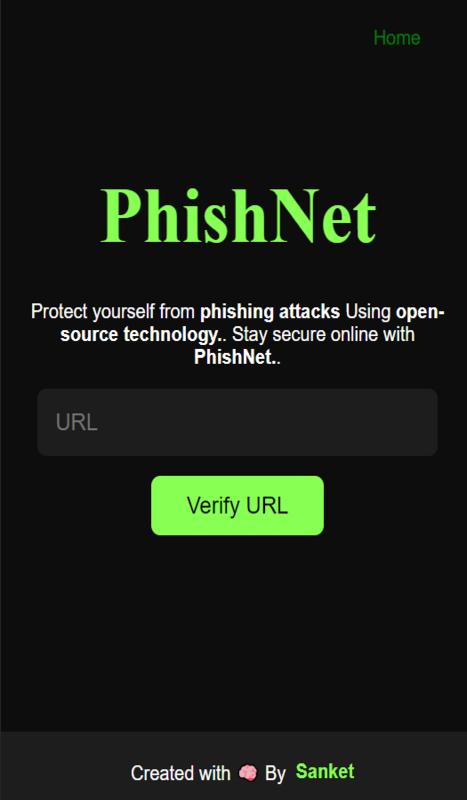 Home
PhishNet
Protect yourself from phishing attacks Using open-
source technology.. Stay secure online with
PhishNet..
URL
Verify URL
Created with 🧠 By Sanket